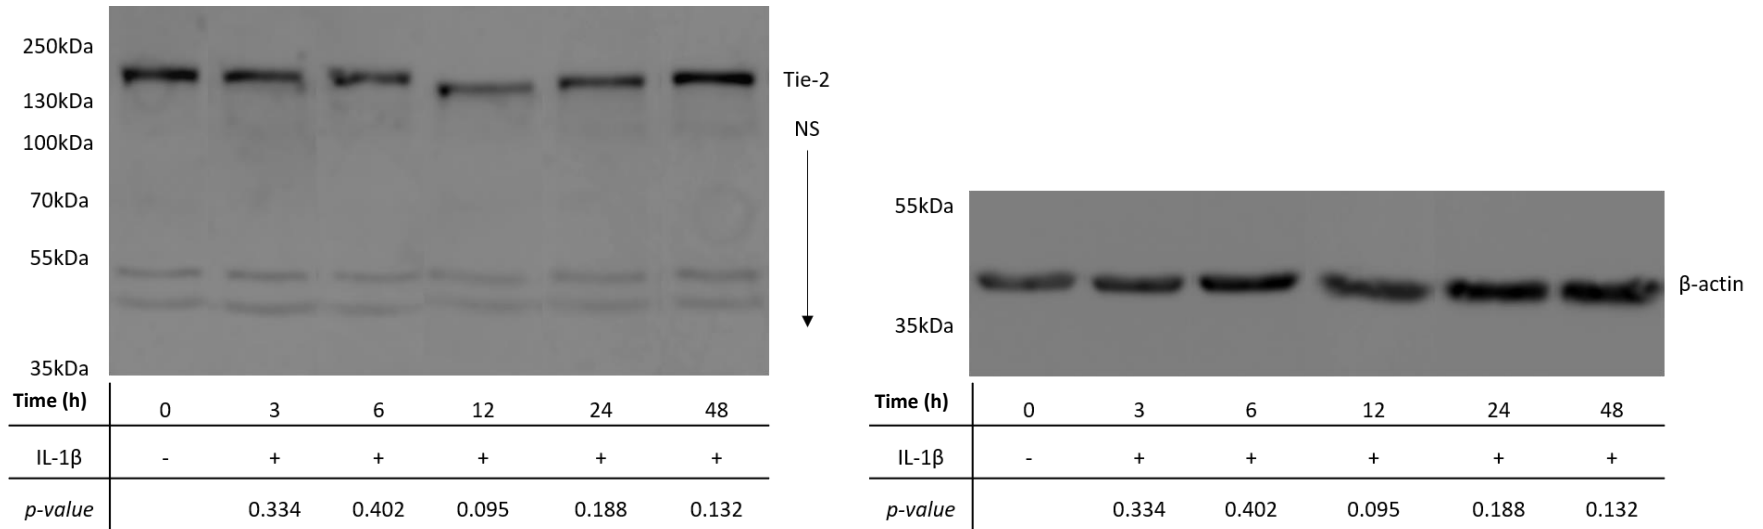 250kDa
130kDa
100kDa
70kDa
55kDa
35kDa
Tie-2
NS
Time (h) 0 3 6 12 24 48
IL-1β - + + + + +
p-value 0.334 0.402 0.095 0.188 0.132
55kDa
35kDa
β-actin
Time (h) 0 3 6 12 24 48
IL-1β - + + + + +
p-value 0.334 0.402 0.095 0.188 0.132